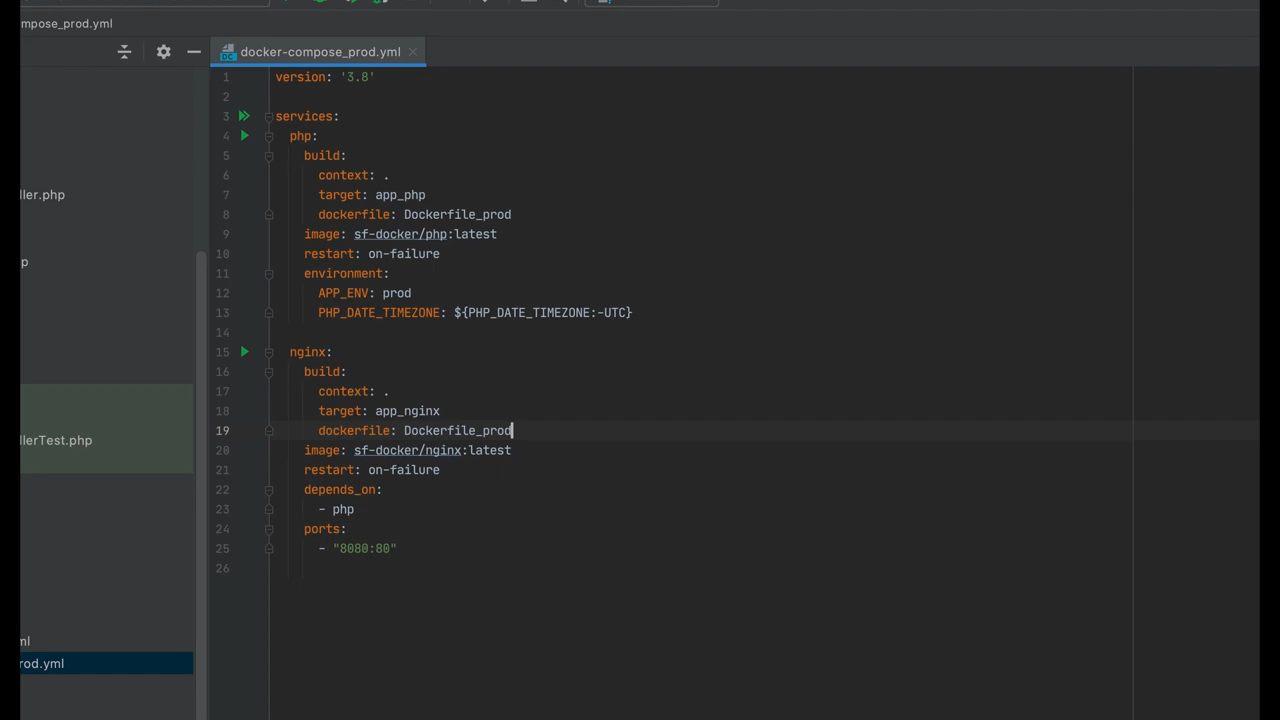 mpose_prod.yml
docker-compose_prod.yml
1 version: '3.8'
2
3 services:
4 php:
5 build:
6 context: .
7 target: app_php
8 dockerfile: Dockerfile_prod
9 image: sf-docker/php:latest
10 restart: on-failure
11 environment:
12 APP_ENV: prod
13 PHP_DATE_TIMEZONE: ${PHP_DATE_TIMEZONE:-UTC}
14
15 nginx:
16 build:
17 context: .
18 target: app_nginx
19 dockerfile: Dockerfile_prod
20 image: sf-docker/nginx:latest
21 restart: on-failure
22 depends_on:
23 - php
24 ports:
25 - "8080:80"
26
ller.php
p
llerTest.php
ml
rod.yml
DC